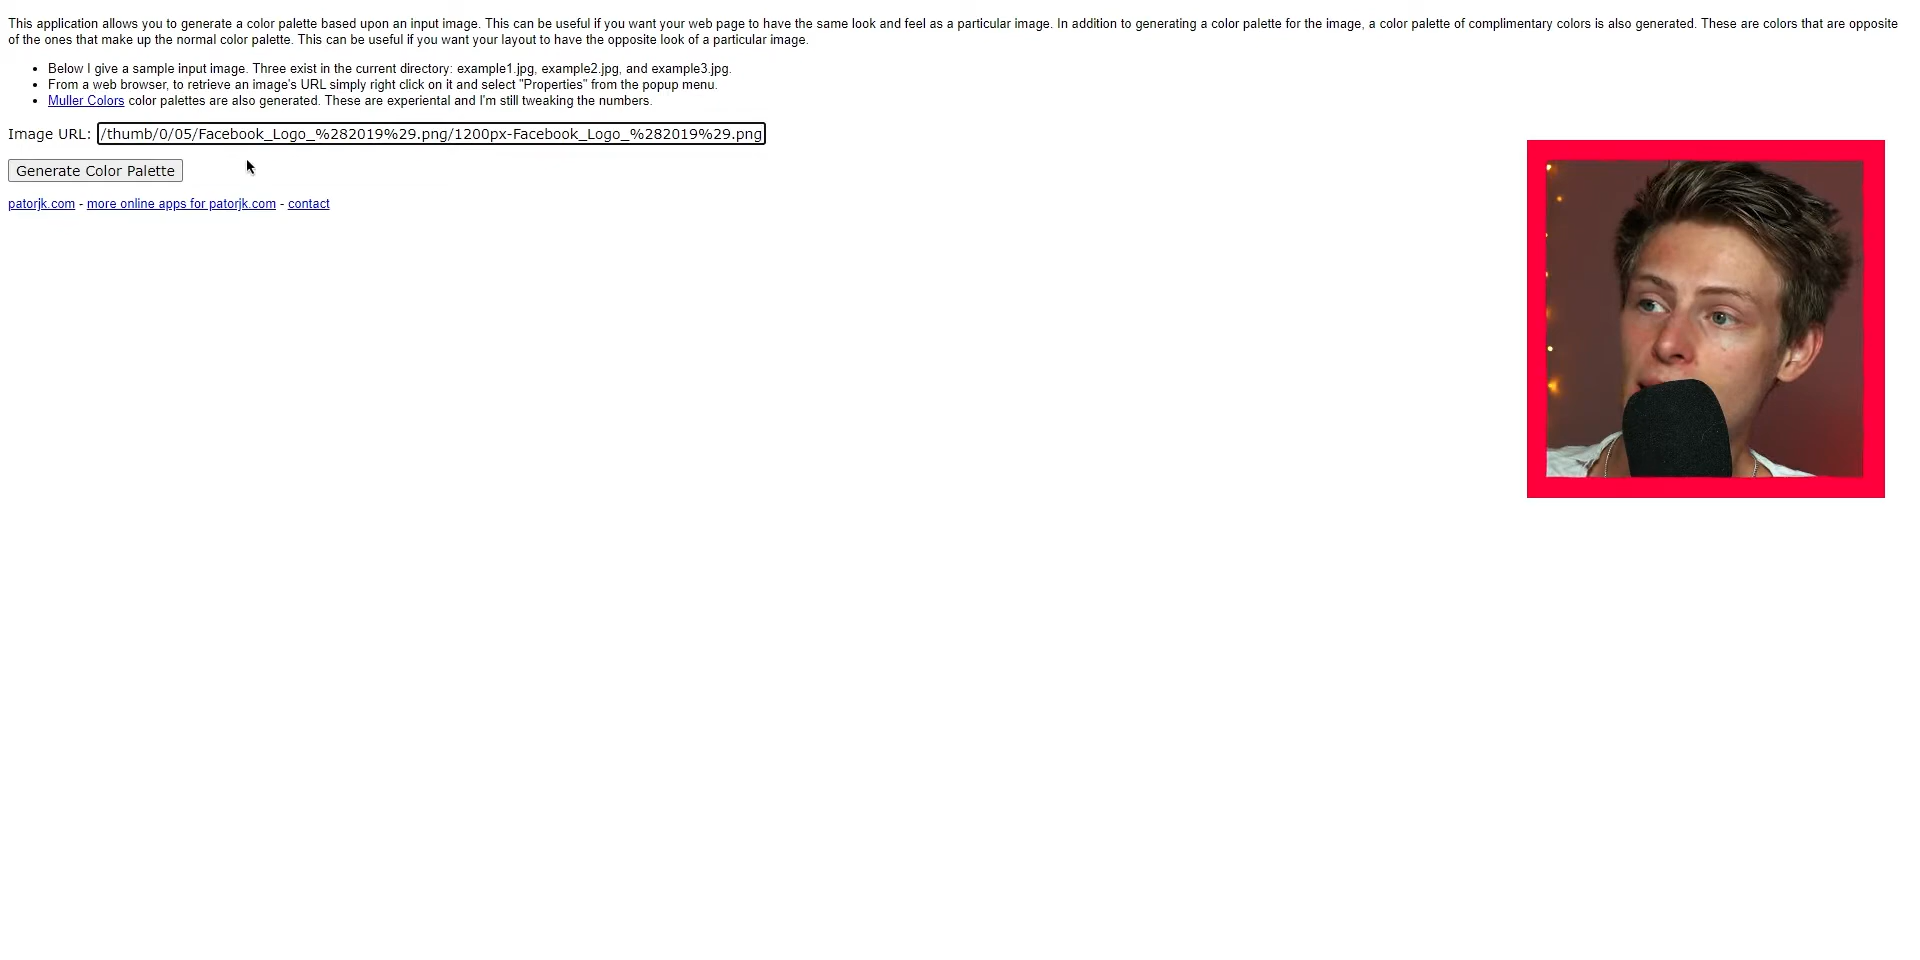 This application allows you to generate a color palette based upon an input image. This can be useful if you want your web page to have the same look and feel as a particular image. In addition to generating a color palette for the image, a color palette of complimentary colors is also generated. These are colors that are opposite
of the ones that make up the normal color palette. This can be useful if you want your layout to have the opposite look of a particular image.
• Below I give a sample input image. Three exist in the current directory: example1.jpg, example2.jpg, and example3.jpg.
• From a web browser, to retrieve an image's URL simply right click on it and select "Properties" from the popup menu.
• Muller Colors color palettes are also generated. These are experiental and I'm still tweaking the numbers.
Image URL: /thumb/0/05/Facebook_Logo_%282019%29.png/1200px-Facebook_Logo_%282019%29.png
Generate Color Palette
patorjk.com - more online apps for patorjk.com - contact